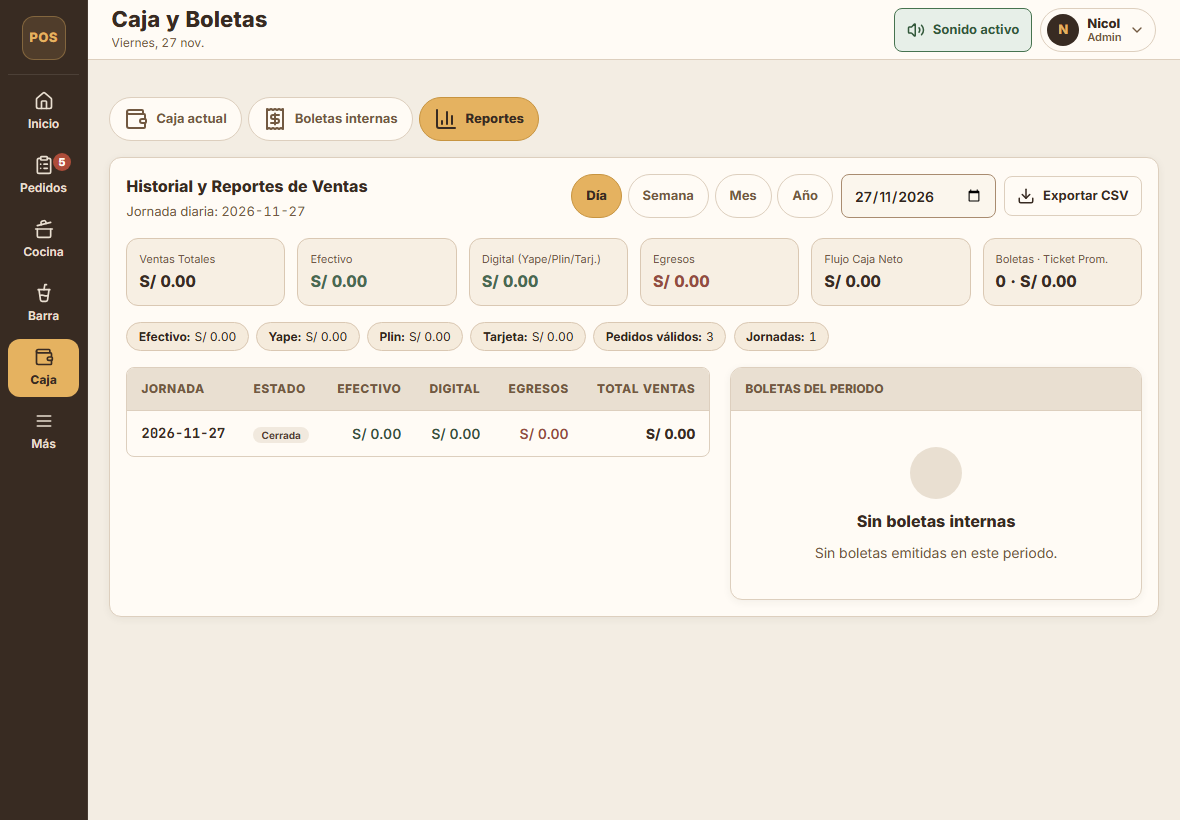 POS
Inicio
Pedidos 5
Cocina
Barra
Caja
Más
Caja y Boletas
Viernes, 27 nov.
Sonido activo
N
Nicol
Admin
Caja actual
Boletas internas
Reportes
Historial y Reportes de Ventas
Jornada diaria: 2026-11-27
Día
Semana
Mes
Año
27/11/2026
Exportar CSV
Ventas Totales
S/ 0.00
Efectivo
S/ 0.00
Digital (Yape/Plin/Tarj.)
S/ 0.00
Egresos
S/ 0.00
Flujo Caja Neto
S/ 0.00
Boletas · Ticket Prom.
0 · S/ 0.00
Efectivo: S/ 0.00
Yape: S/ 0.00
Plin: S/ 0.00
Tarjeta: S/ 0.00
Pedidos válidos: 3
Jornadas: 1
JORNADA ESTADO EFECTIVO DIGITAL EGRESOS TOTAL VENTAS
2026-11-27 Cerrada S/ 0.00 S/ 0.00 S/ 0.00 S/ 0.00
BOLETAS DEL PERIODO
Sin boletas internas
Sin boletas emitidas en este periodo.